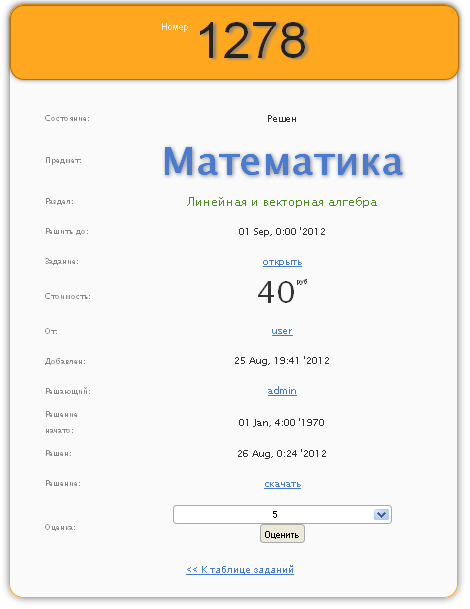 Номер: 1278
Состояние: Решен
Предмет: Математика
Раздел: Линейная и векторная алгебра
Решить до: 01 Sep, 0:00 '2012
Задание: открыть
Стоимость: 40 руб
От: user
Добавлен: 25 Aug, 19:41 '2012
Решающий: admin
Решение
начато: 01 Jan, 4:00 '1970
Решен: 26 Aug, 0:24 '2012
Решение: скачать
Оценка: 5
Оценить
<< К таблице заданий